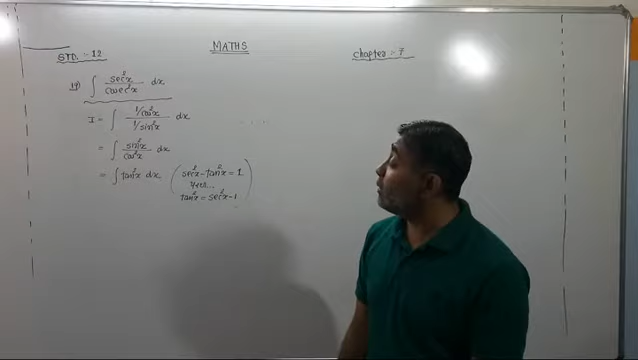 STD. :- 12
MATHS
chapter :- 7
19) ∫ sec²x / cosec²x dx
I = ∫ 1/cos²x / 1/sin²x dx
= ∫ sin²x / cos²x dx
= ∫ tan²x dx
( sec²x - tan²x = 1
tan²x = sec²x - 1 )